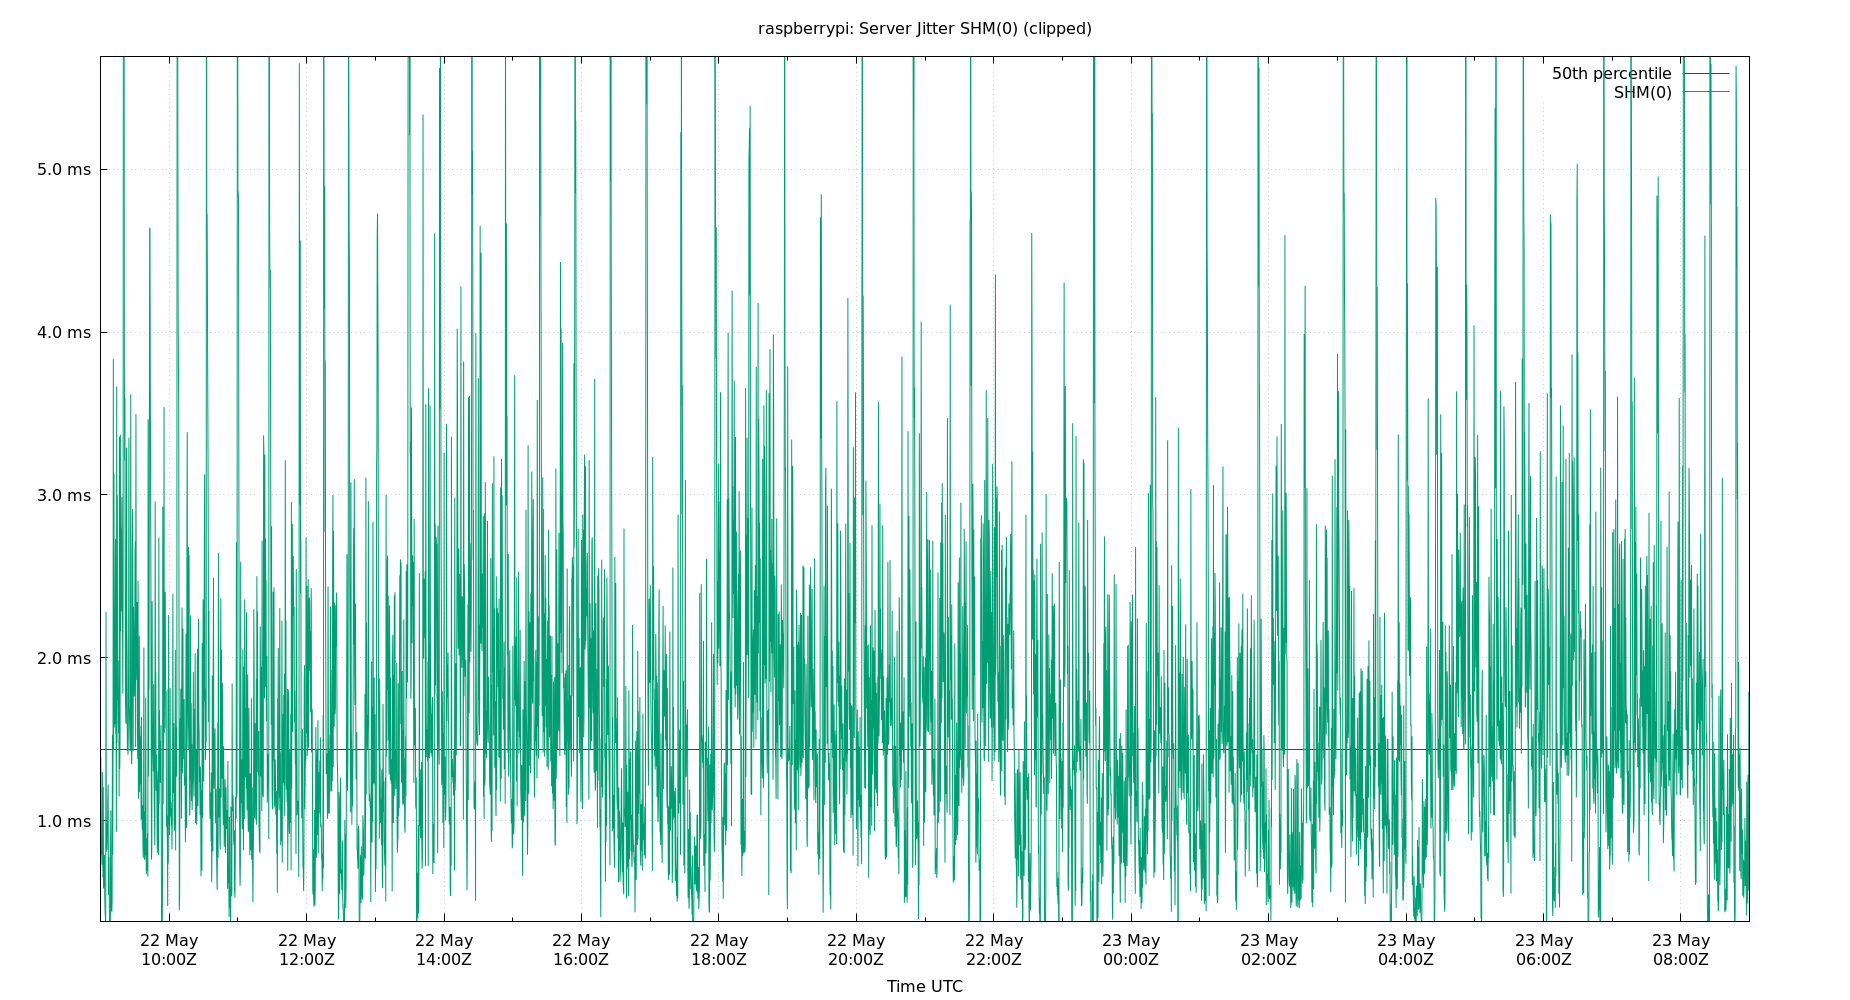 raspberrypi: Server Jitter SHM(0) (clipped)
50th percentile
SHM(0)
5.0 ms
4.0 ms
3.0 ms
2.0 ms
1.0 ms
22 May 22 May 22 May 22 May 22 May 22 May 22 May 23 May 23 May 23 May 23 May 23 May
10:00Z 12:00Z 14:00Z 16:00Z 18:00Z 20:00Z 22:00Z 00:00Z 02:00Z 04:00Z 06:00Z 08:00Z
Time UTC